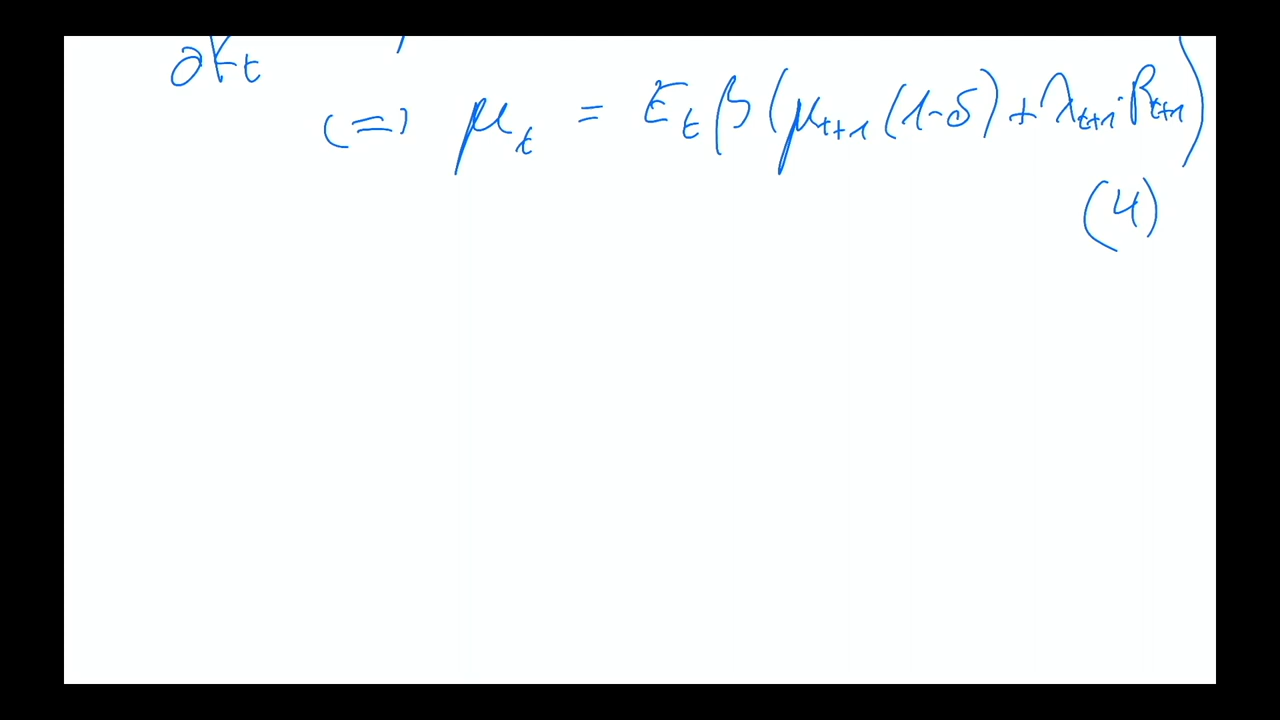 ∂K_t
⟺ μ_t = E_t β(μ_{t+1}(1-δ) + λ_{t+1} · R_{t+1})
(4)